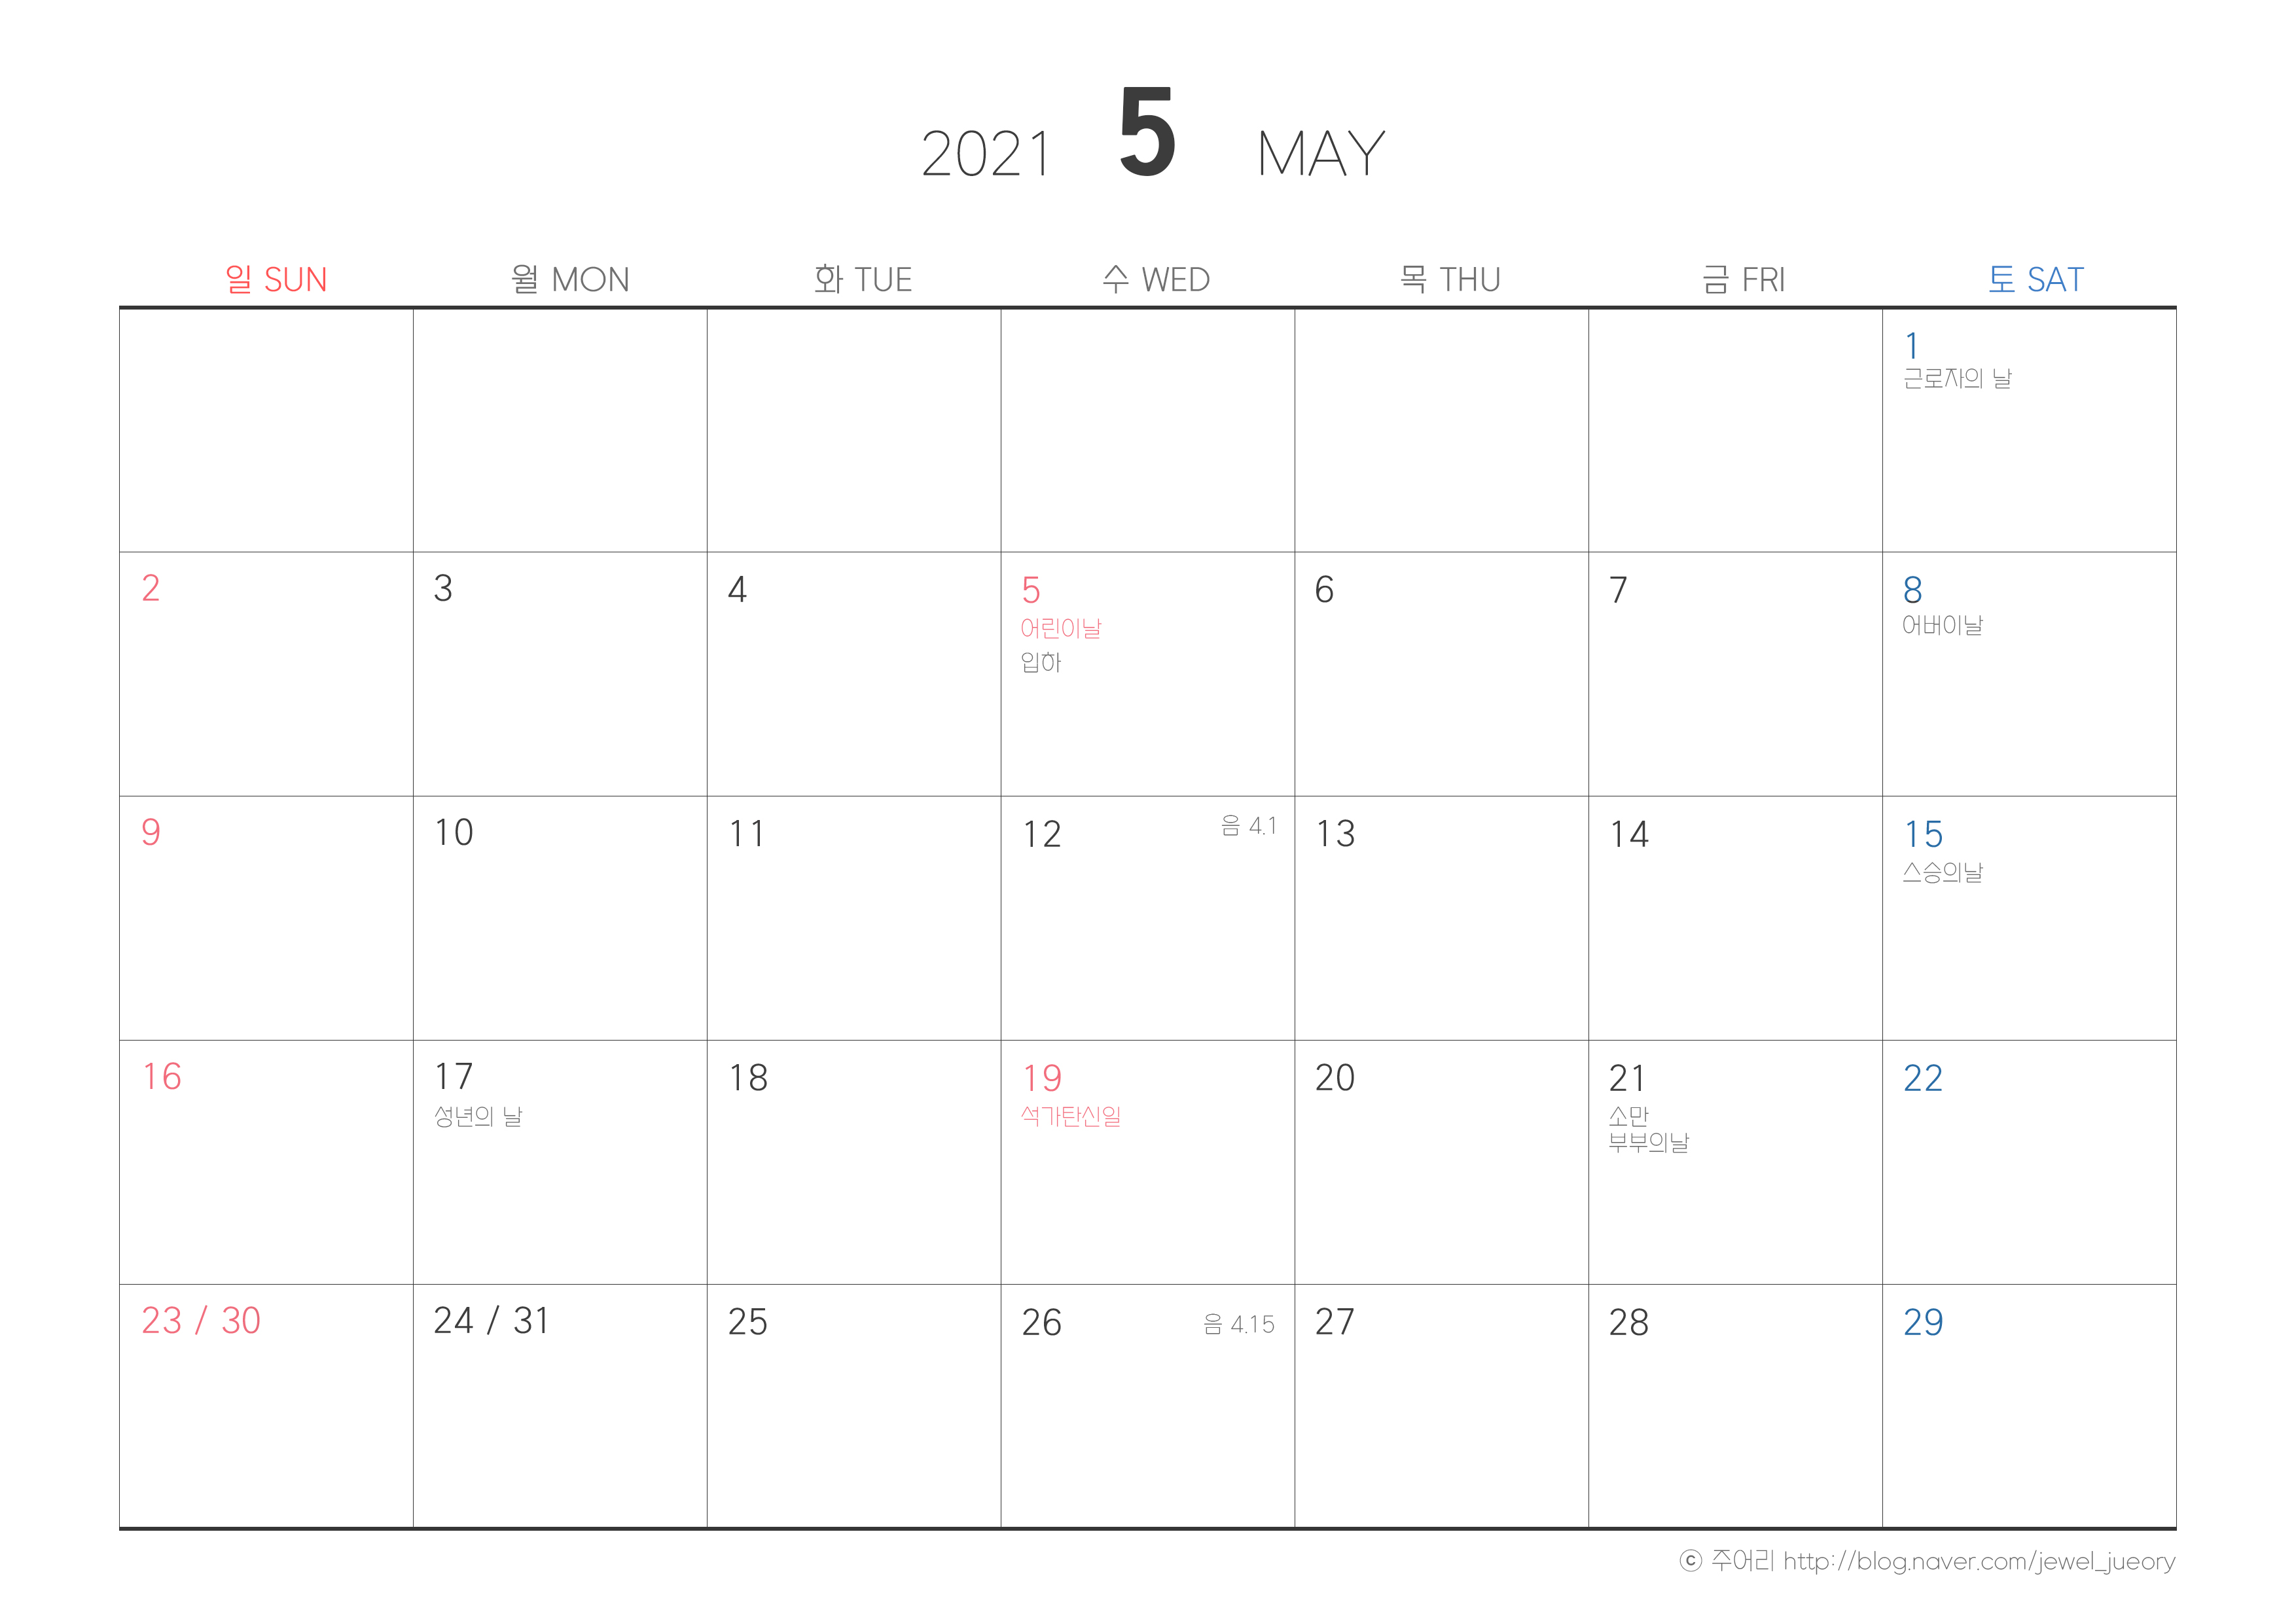 2021 5 MAY
일 SUN 월 MON 화 TUE 수 WED 목 THU 금 FRI 토 SAT
1
근로자의 날
2 3 4 5 6 7 8
어린이날 어버이날
입하
9 10 11 12 음 4.1 13 14 15
스승의날
16 17 18 19 20 21 22
성년의 날 석가탄신일 소만
부부의날
23 / 30 24 / 31 25 26 음 4.15 27 28 29
ⓒ 주어리 http://blog.naver.com/jewel_jueory